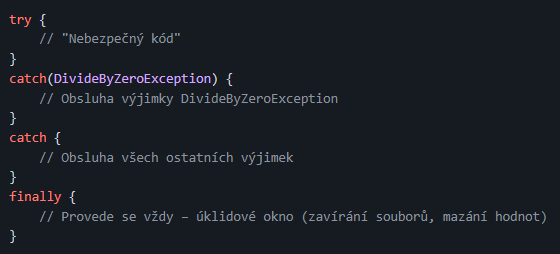 try {
// "Nebezpečný kód"
}
catch(DivideByZeroException) {
// Obsluha výjimky DivideByZeroException
}
catch {
// Obsluha všech ostatních výjimek
}
finally {
// Provede se vždy – úklidové okno (zavírání souborů, mazání hodnot)
}